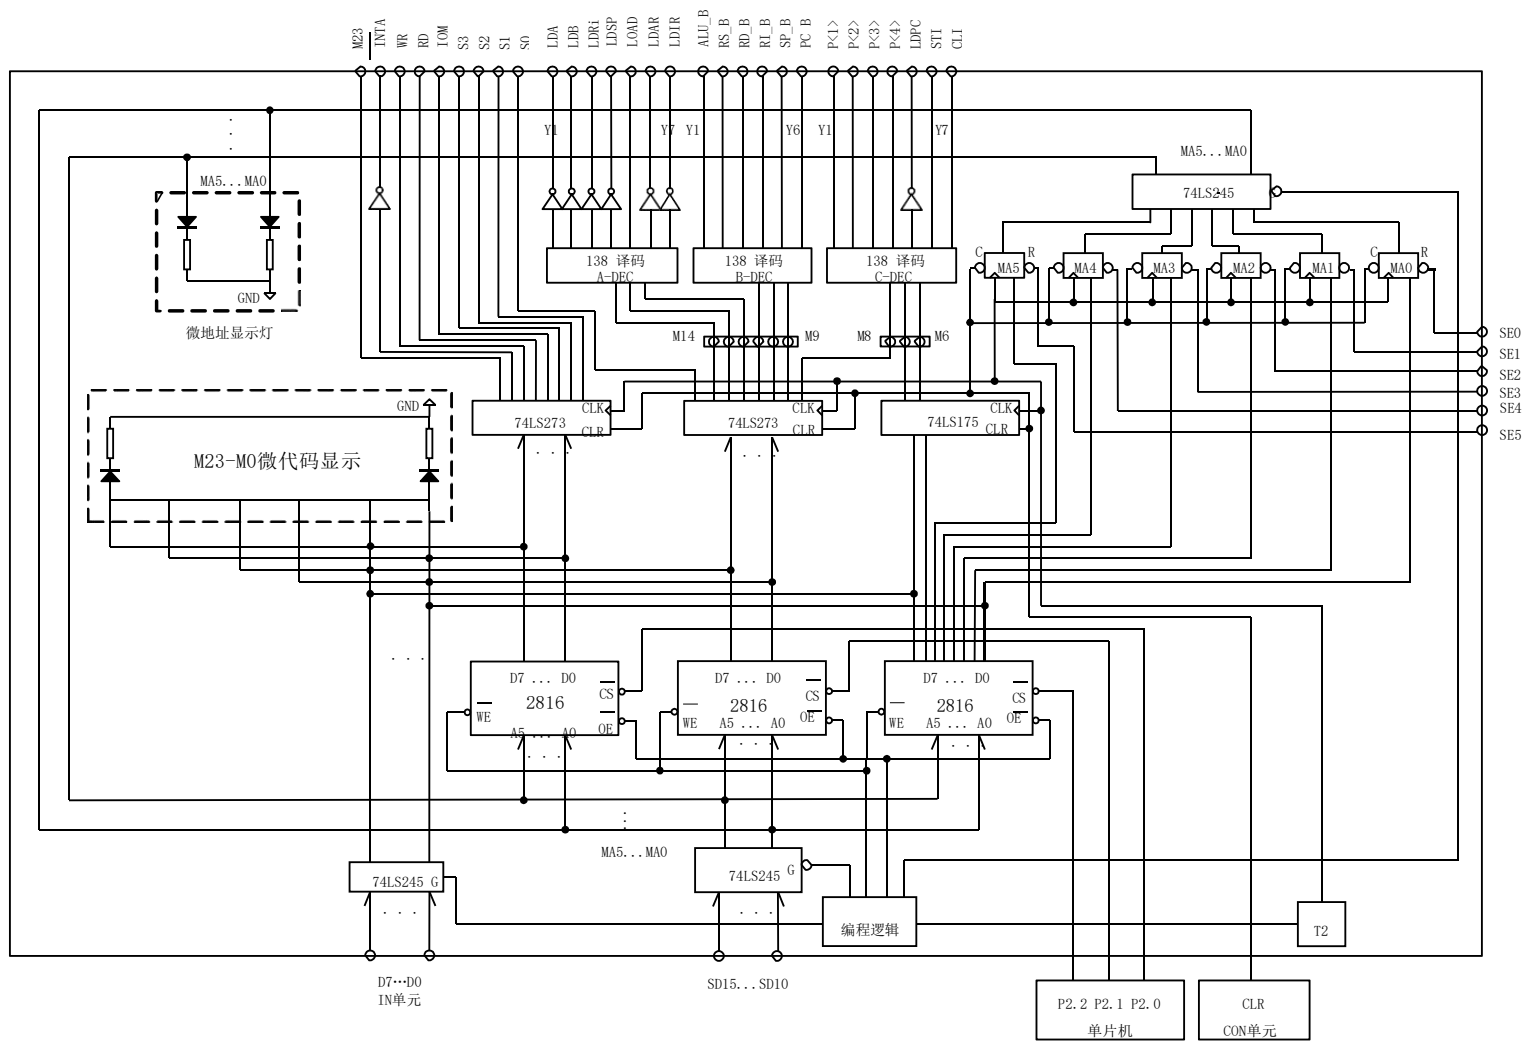 M23 INTA WR RD IOM S3 S2 S1 S0 LDA LDB LDRi LDSP LOAD LDAR LDIR ALU_B RS_B RD_B RI_B SP_B PC_B P<1> P<2> P<3> P<4> LDPC STI CLI
Y1 Y7 Y1 Y6 Y1 Y7
MA5...MA0
MA5...MA0
74LS245
138 译码 138 译码 138 译码
A-DEC B-DEC C-DEC
C R C R
MA5 MA4 MA3 MA2 MA1 MA0
GND
微地址显示灯
M14 M9 M8 M6
SE0
SE1
SE2
SE3
SE4
SE5
GND
CLK CLK CLK
74LS273 74LS273 74LS175
CLR CLR CLR
...
...
M23-M0微代码显示
...
D7 ... D0 D7 ... D0 D7 ... D0
CS CS CS
2816 2816 2816
WE OE WE OE WE OE
A5 ... A0 A5 ... A0 A5 ... A0
... ... ...
MA5...MA0
74LS245 G 74LS245 G
... ...
编程逻辑
T2
D7…D0
IN单元
SD15...SD10
P2.2 P2.1 P2.0
单片机
CLR
CON单元